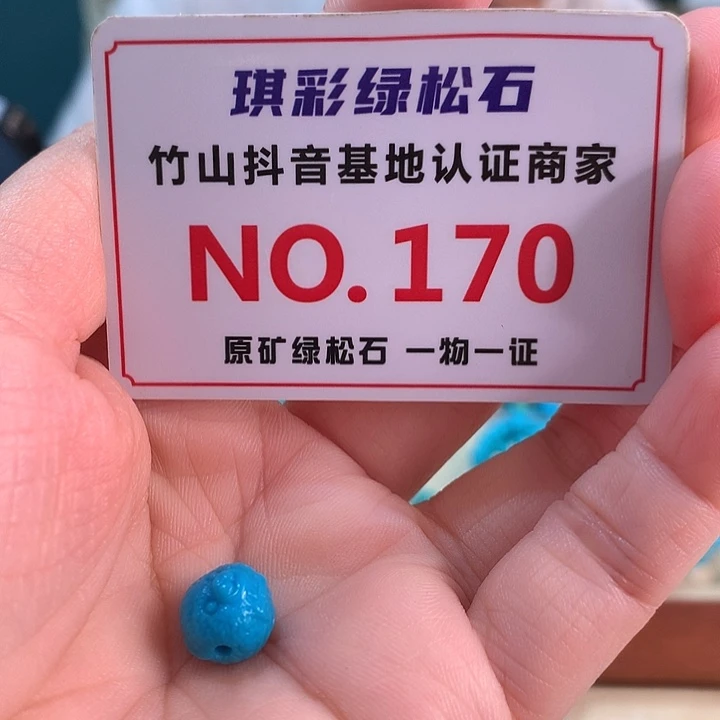 琪彩绿松石
竹山抖音基地认证商家
NO.170
原矿绿松石 一物一证